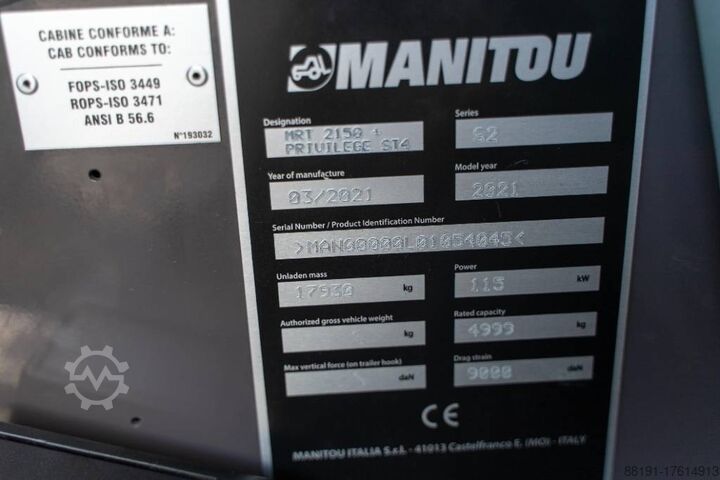 CABINE CONFORME A:
CAB CONFORMS TO:
FOPS-ISO 3449
ROPS-ISO 3471
ANSI B 56.6
N°193032
MANITOU
Designation
MRT 2150 +
PRIVILEGE ST4
Series
S2
Year of manufacture
03/2021
Model year
2021
Serial Number / Product Identification Number
>MAN00000L01054045<
Unladen mass
17930 kg
Power
115 kW
Authorized gross vehicle weight
kg
Rated capacity
4999 kg
Max vertical force (on trailer hook)
daN
Drag strain
9000 daN
CE
MANITOU ITALIA S.r.l. - 41013 Castelfranco E. (MO) - ITALY
88191-17614913